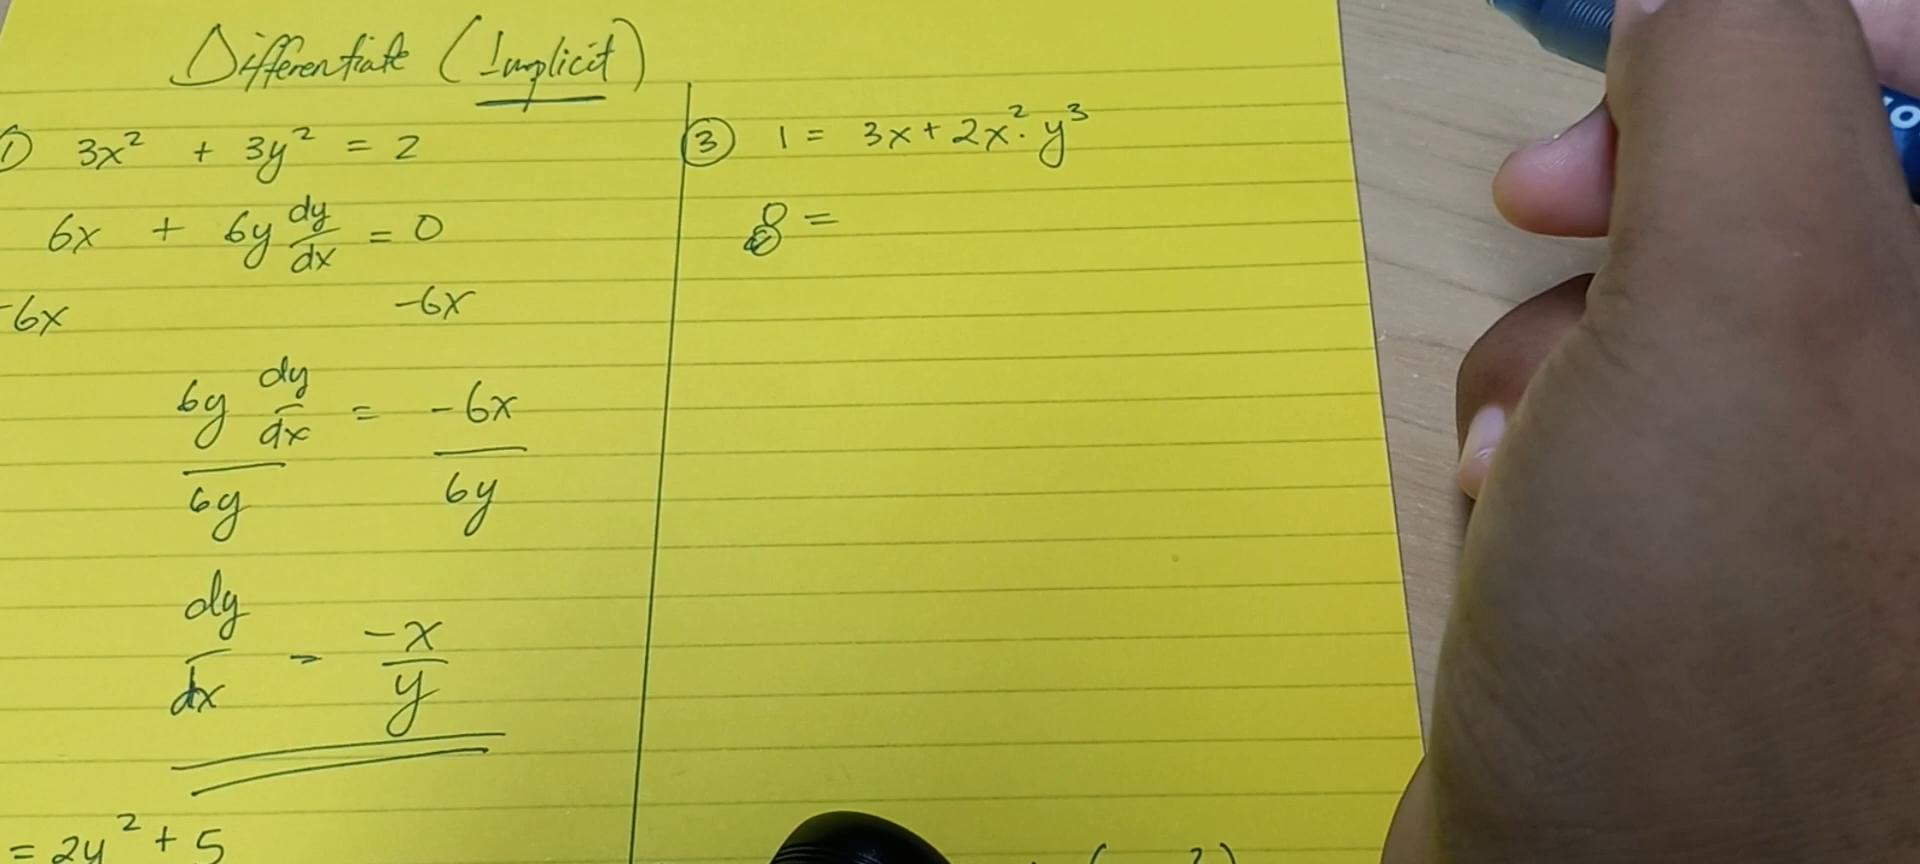 Differentiate (Implicit)
① 3x² + 3y² = 2
6x + 6y dy/dx = 0
-6x -6x
6y dy/dx / 6y = -6x / 6y
dy/dx = -x/y
= 2y² + 5
③ 1 = 3x + 2x² · y³
=